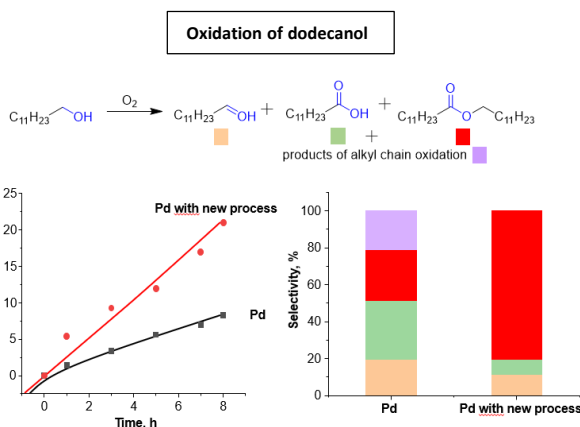 Oxidation of dodecanol
C11H23 OH O2 C11H23 OH + C11H23 O OH + C11H23 O O C11H23
+
products of alkyl chain oxidation
25
20
15
10
5
0
0 2 4 6 8
Time, h
Pd with new process
Pd
Selectivity, %
100
80
60
40
20
0
Pd Pd with new process